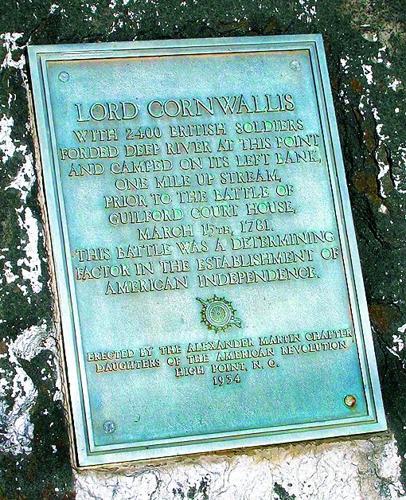 LORD CORNWALLIS
WITH 2400 BRITISH SOLDIERS
FORDED DEEP RIVER AT THIS POINT
AND CAMPED ON ITS LEFT BANK,
ONE MILE UP STREAM,
PRIOR TO THE BATTLE OF
GUILFORD COURT HOUSE,
MARCH 15TH, 1781.
THIS BATTLE WAS A DETERMINING
FACTOR IN THE ESTABLISHMENT OF
AMERICAN INDEPENDENCE.
ERECTED BY THE ALEXANDER MARTIN CHAPTER
DAUGHTERS OF THE AMERICAN REVOLUTION
HIGH POINT, N. C.
1954